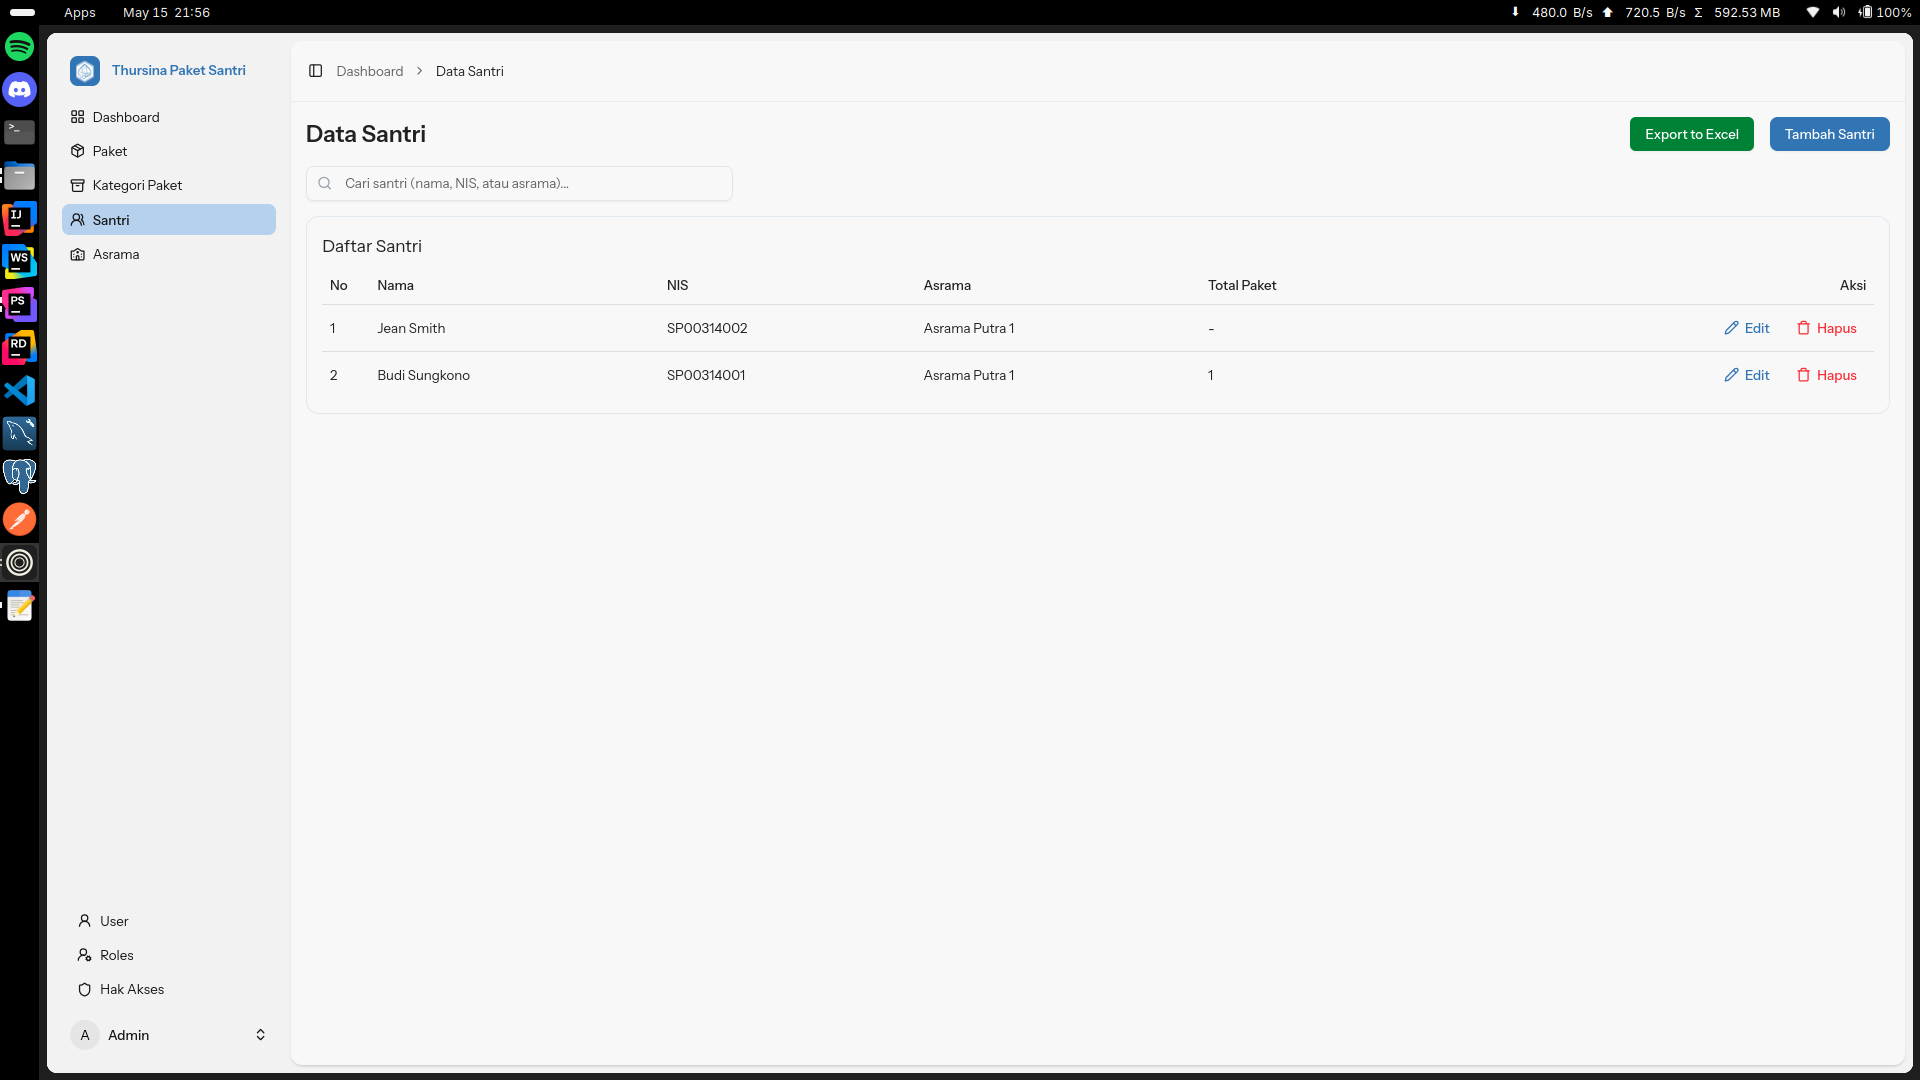 Apps May 15 21:56 480.0 B/s 720.5 B/s Σ 592.53 MB 100%
Thursina Paket Santri
Dashboard
Paket
Kategori Paket
Santri
Asrama
User
Roles
Hak Akses
A Admin
Dashboard > Data Santri
Data Santri
Export to Excel
Tambah Santri
Cari santri (nama, NIS, atau asrama)...
Daftar Santri
No Nama NIS Asrama Total Paket Aksi
1 Jean Smith SP00314002 Asrama Putra 1 - Edit Hapus
2 Budi Sungkono SP00314001 Asrama Putra 1 1 Edit Hapus
>_
IJ
WS
PS
RD